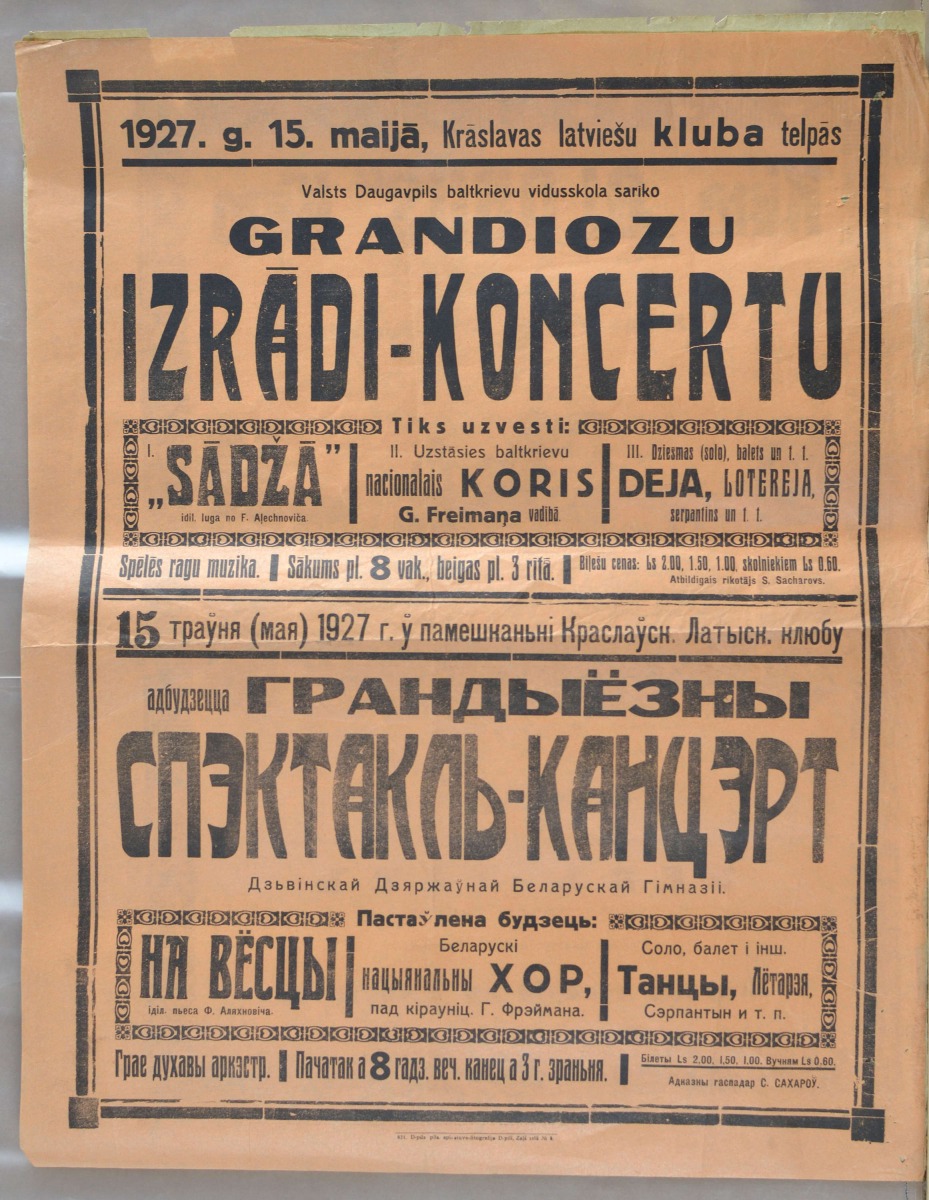 1927. g. 15. maijā, Krāslavas latviešu kluba telpās
Valsts Daugavpils baltkrievu vidusskola sarīko
GRANDIOZU
IZRĀDI-KONCERTU
Tiks uzvesti:
I.
„SĀDŽĀ”
idil. luga no F. Aļechnoviča.
II. Uzstāsies baltkrievu
nacionalais KORIS
G. Freimaņa vadībā.
III. Dziesmas (solo), balets un t. t.
DEJA, LOTEREJA,
serpantins un t. t.
Spēlēs ragu muzika. Sākums pl. 8 vak., beigas pl. 3 rītā. Biļešu cenas: Ls 2.00, 1.50, 1.00, skolniekiem Ls 0.60.
Atbildīgais rīkotājs S. Sacharovs.
15 траўня (мая) 1927 г. ў памешканьні Краслаўск. Латыск. клюбу
адбудзецца ГРАНДЫЁЗНЫ
СПЭКТАКЛЬ-КАНЦЭРТ
Дзьвінскай Дзяржаўнай Беларускай Гімназіі.
Пастаўлена будзець:
НА ВЁСЦЫ
іділ. пьеса Ф. Аляхновіча.
Беларускі
нацыянальны ХОР,
пад кірауніц. Г. Фрэймана.
Соло, балет і інш.
Танцы, Лётарэя,
Сэрпантын и т. п.
Грае духавы аркэстр. Пачатак а 8 гадз. веч. канец а 3 г. зраньня. Білеты Ls 2.00, 1.50, 1.00. Вучням Ls 0.60.
Адказны гаспадар С. САХАРОЎ.